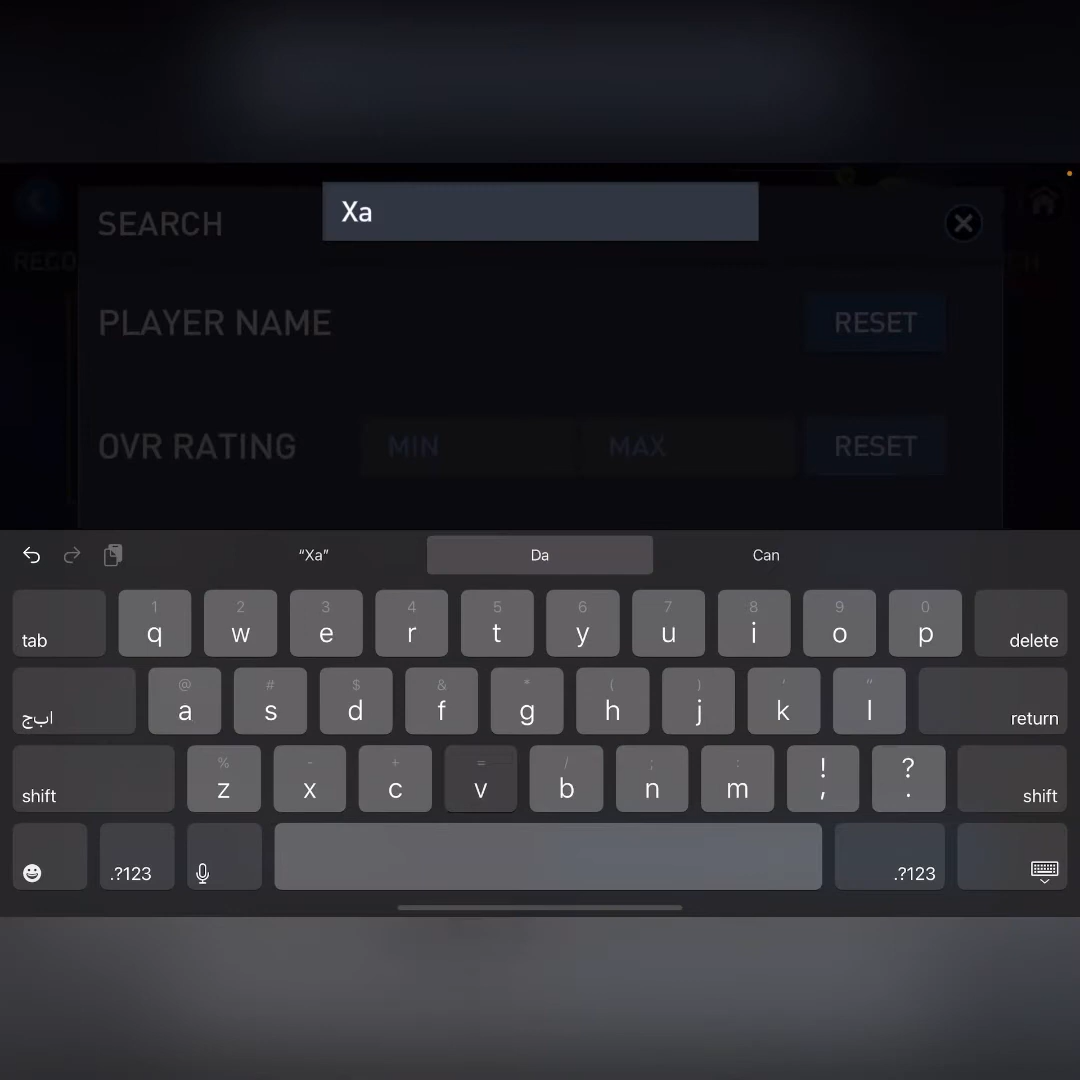 Xa
SEARCH
PLAYER NAME
RESET
OVR RATING
MIN
MAX
RESET
“Xa”
Da
Can
1 2 3 4 5 6 7 8 9 0
tab q w e r t y u i o p delete
@ # $ & * ( ) ‘ “
ابج a s d f g h j k l return
% - + = / ; : ! ?
shift z x c v b n m , . shift
.?123 .?123